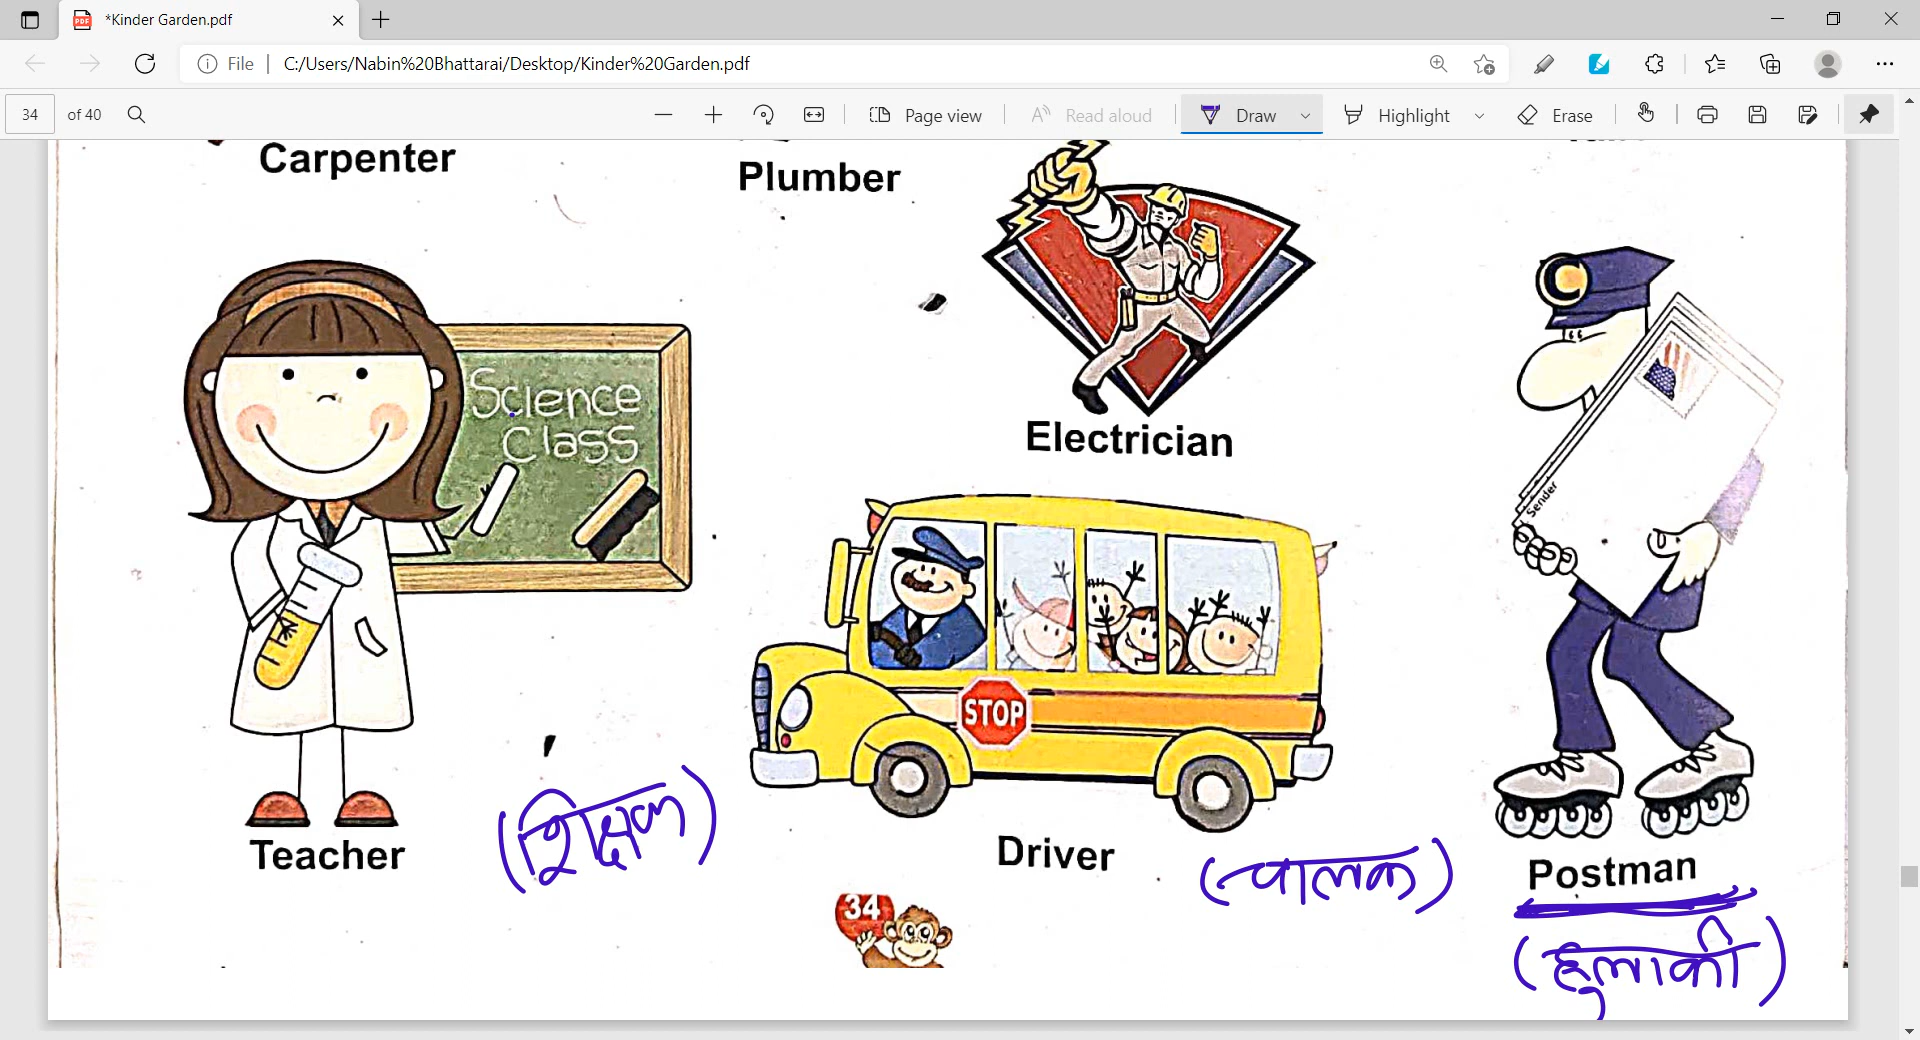 *Kinder Garden.pdf
File
C:/Users/Nabin%20Bhattarai/Desktop/Kinder%20Garden.pdf
34 of 40
Page view
Read aloud
Draw
Highlight
Erase
Carpenter
Plumber
Electrician
C
Science
Class
Sender
STOP
Teacher
(शिक्षक)
Driver
(चालक)
Postman
(हुलाकी)
34